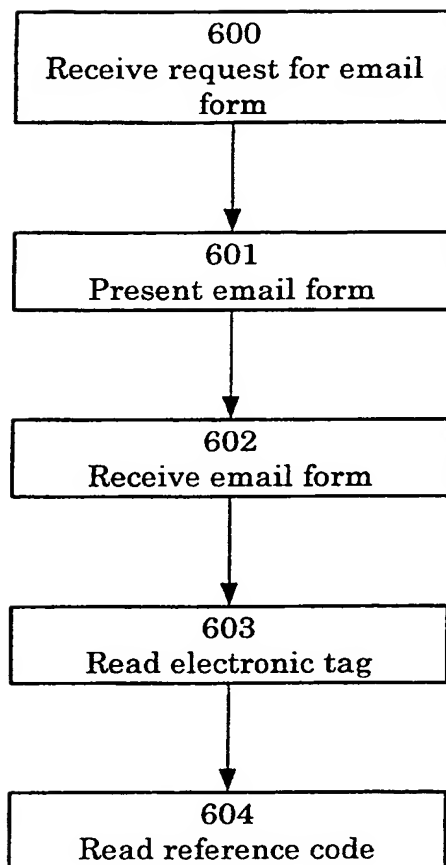 600
Receive request for email
form
601
Present email form
602
Receive email form
603
Read electronic tag
604
Read reference code